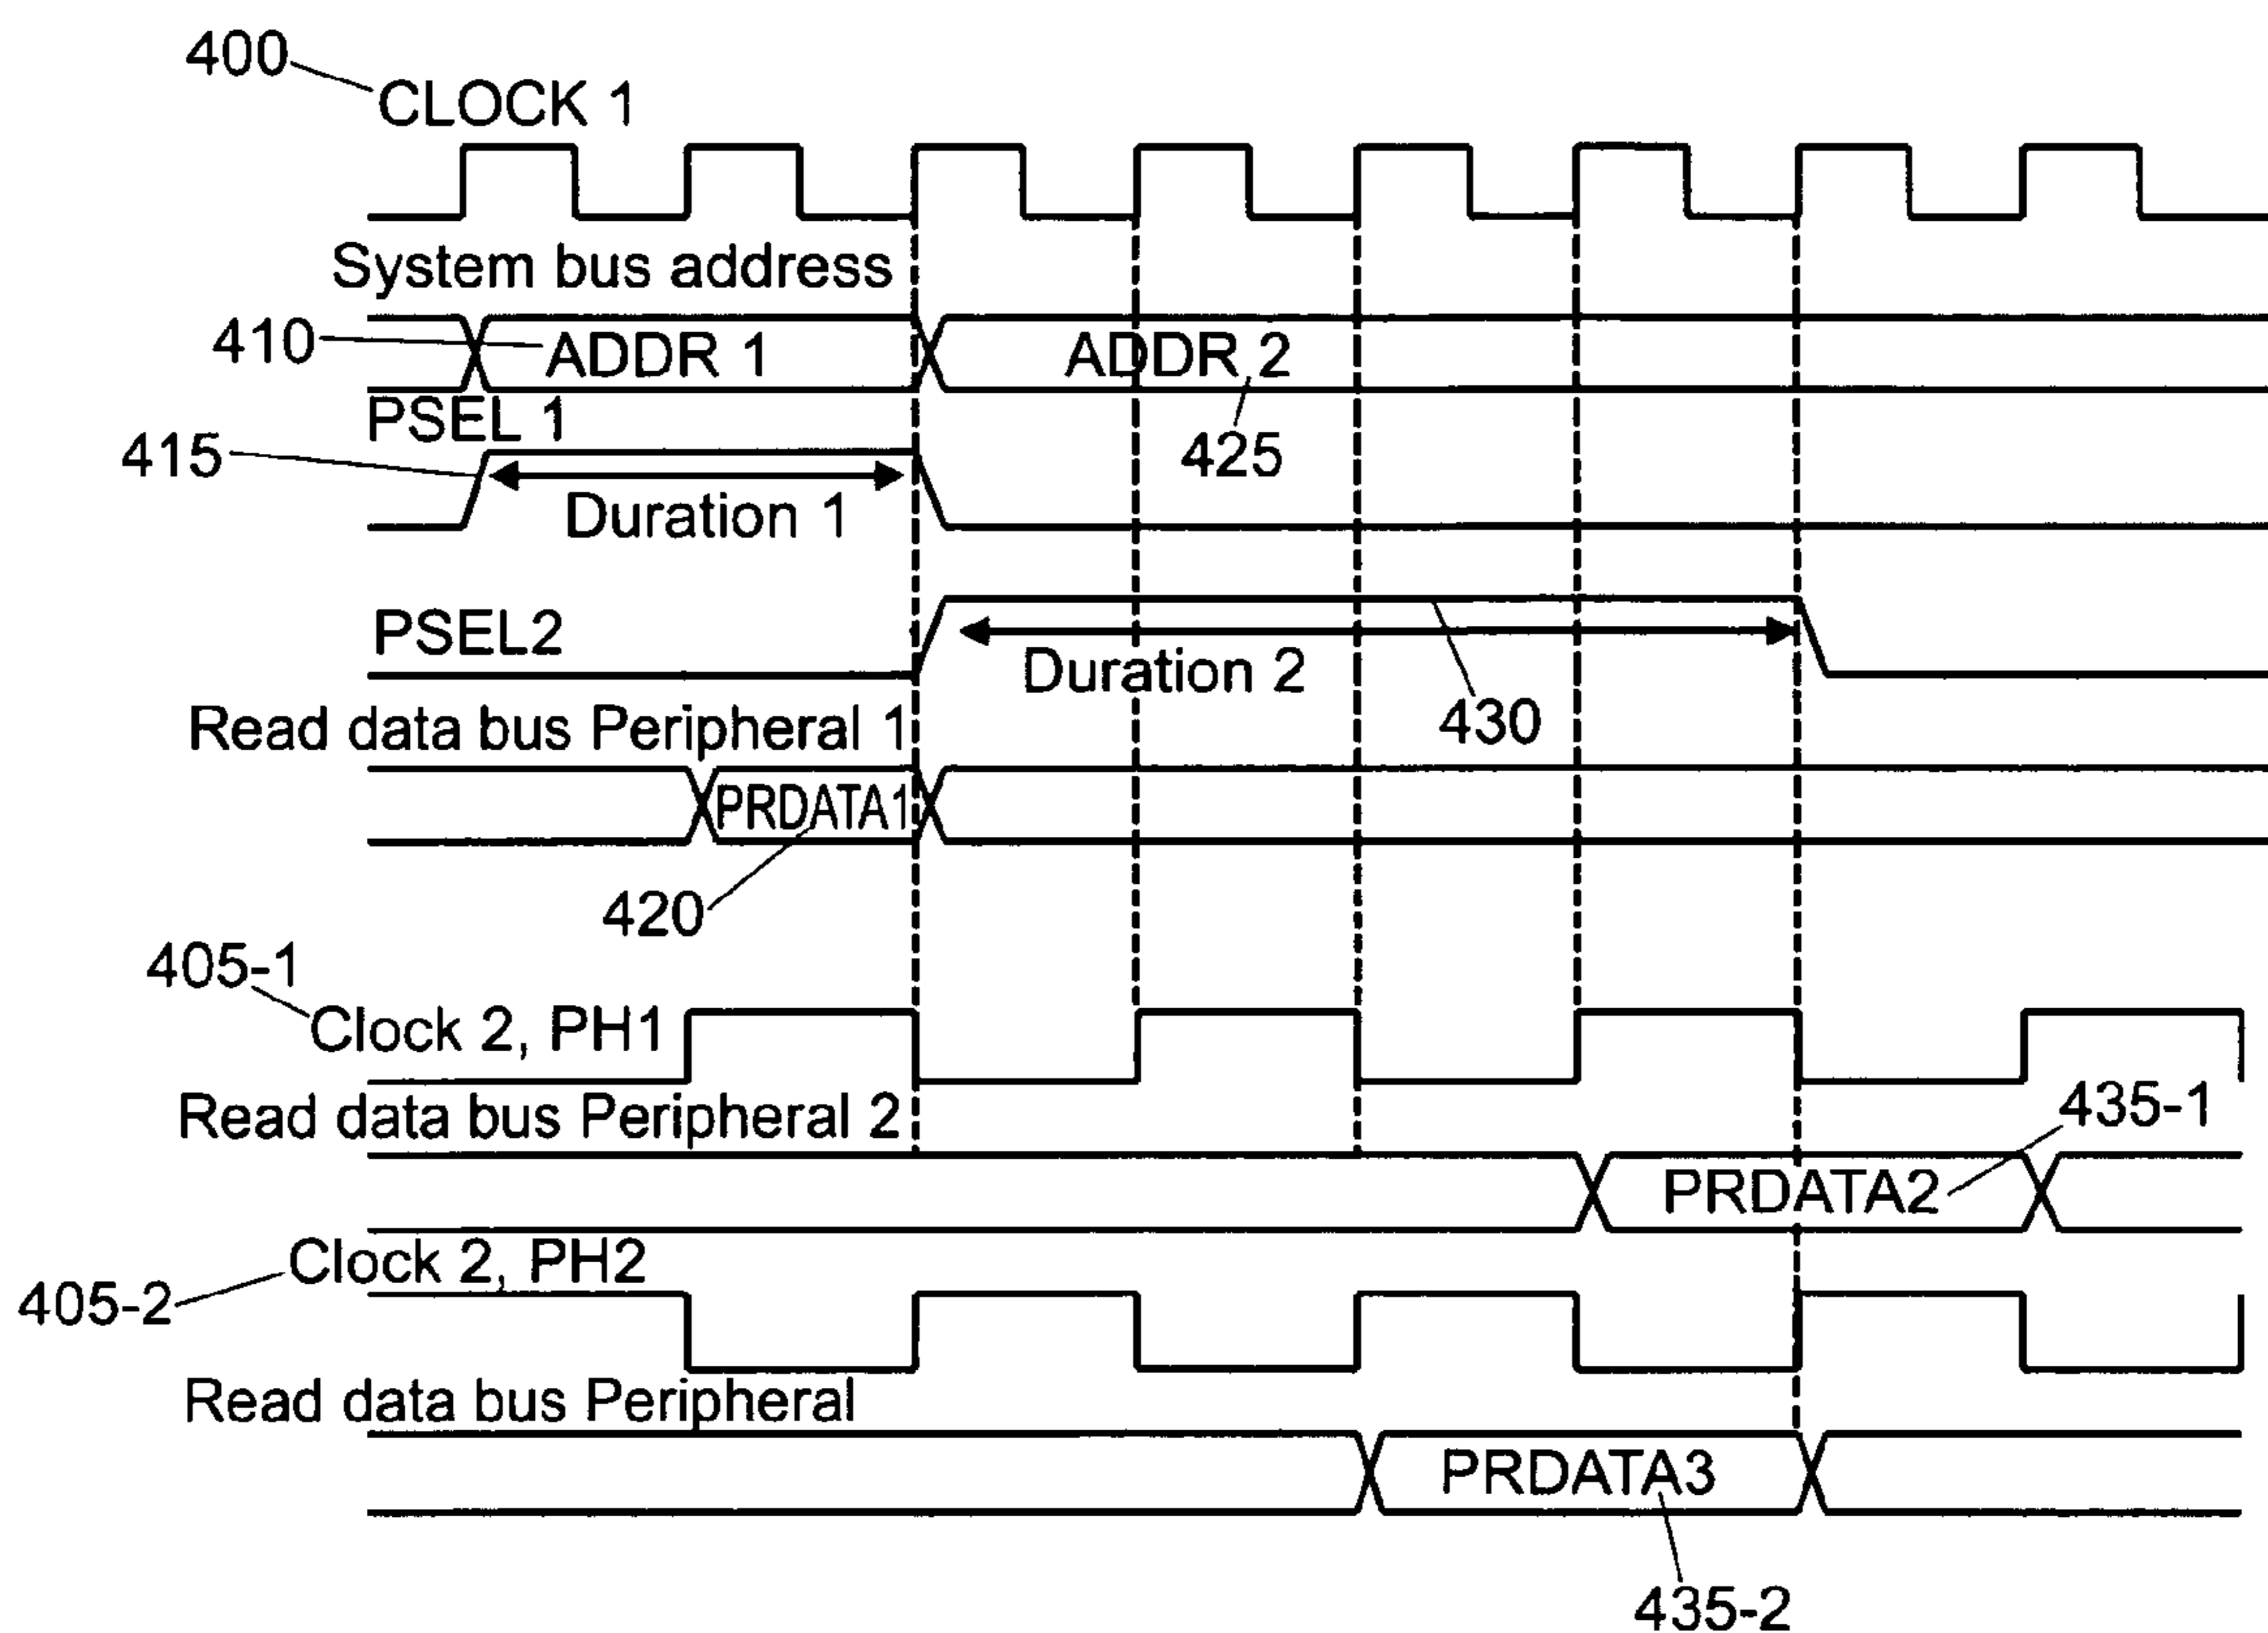 400
CLOCK 1
System bus address
410
ADDR 1
ADDR 2
PSEL 1
415
425
Duration 1
PSEL2
Duration 2
430
Read data bus Peripheral 1
PRDATA1
420
405-1
Clock 2, PH1
435-1
Read data bus Peripheral 2
PRDATA2
Clock 2, PH2
405-2
Read data bus Peripheral
PRDATA3
435-2